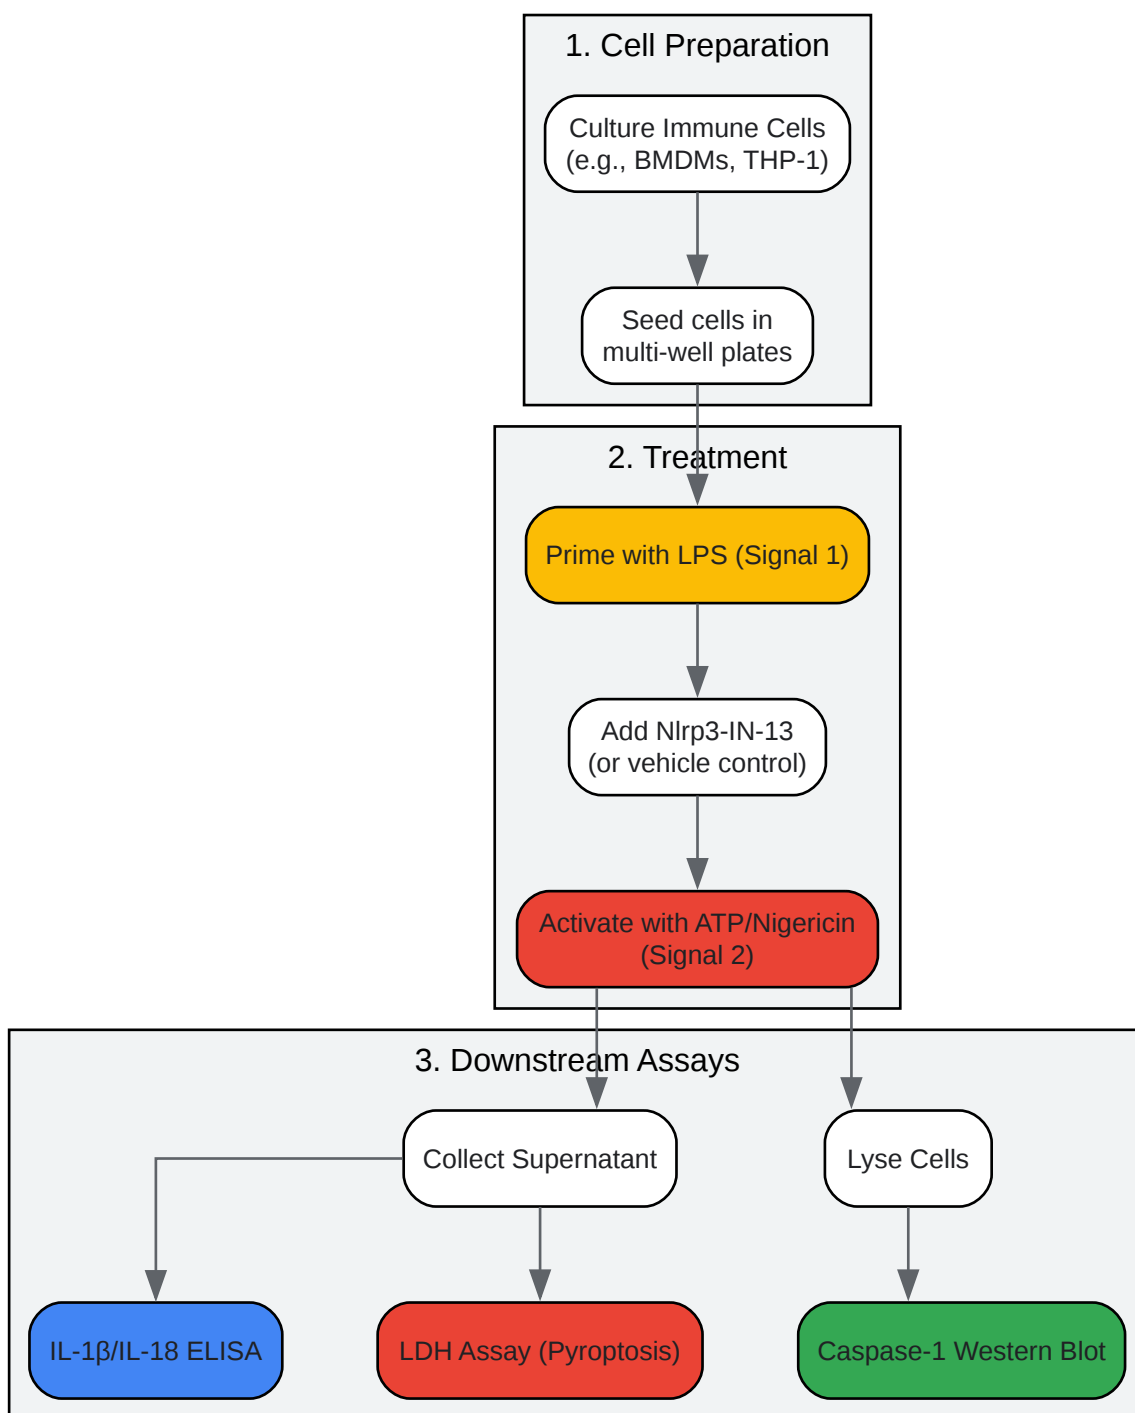 1. Cell Preparation
Culture Immune Cells
(e.g., BMDMs, THP-1)
Seed cells in
multi-well plates
2. Treatment
Prime with LPS (Signal 1)
Add Nlrp3-IN-13
(or vehicle control)
Activate with ATP/Nigericin
(Signal 2)
3. Downstream Assays
Collect Supernatant
Lyse Cells
IL-1β/IL-18 ELISA
LDH Assay (Pyroptosis)
Caspase-1 Western Blot